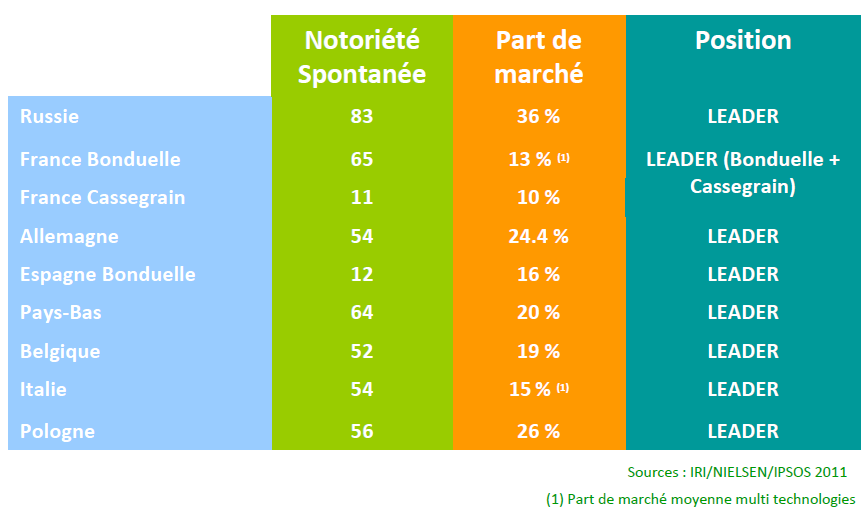 Notoriété Part de Position
Spontanée marché
Russie 83 36 % LEADER
France Bonduelle 65 13 % (1) LEADER (Bonduelle +
Cassegrain)
France Cassegrain 11 10 %
Allemagne 54 24.4 % LEADER
Espagne Bonduelle 12 16 % LEADER
Pays-Bas 64 20 % LEADER
Belgique 52 19 % LEADER
Italie 54 15 % (1) LEADER
Pologne 56 26 % LEADER
Sources : IRI/NIELSEN/IPSOS 2011
(1) Part de marché moyenne multi technologies